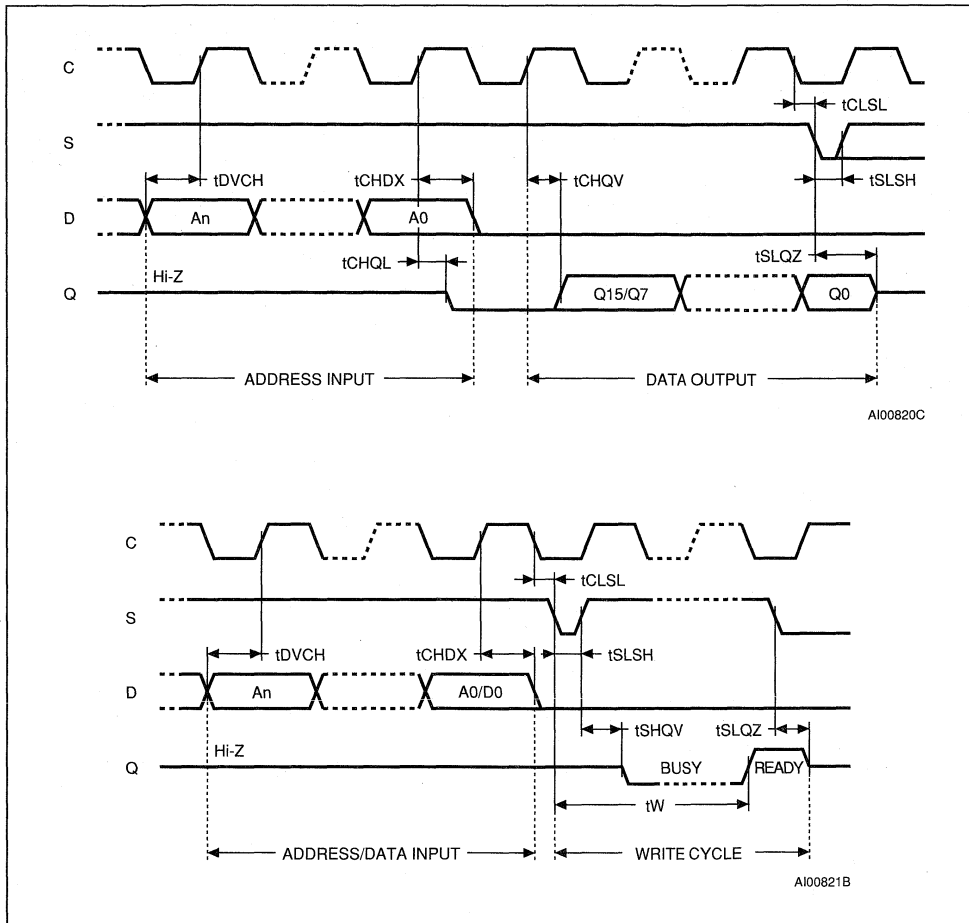 C
tCLSL
S
tDVCH
tCHDX
tCHQV
tSLSH
D
An
A0
tCHQL
tSLQZ
Hi-Z
Q
Q15/Q7
Q0
ADDRESS INPUT
DATA OUTPUT
AI00820C
C
tCLSL
S
tDVCH
tCHDX
tSLSH
D
An
A0/D0
tSHQV
tSLQZ
Hi-Z
Q
BUSY
READY
tW
ADDRESS/DATA INPUT
WRITE CYCLE
AI00821B